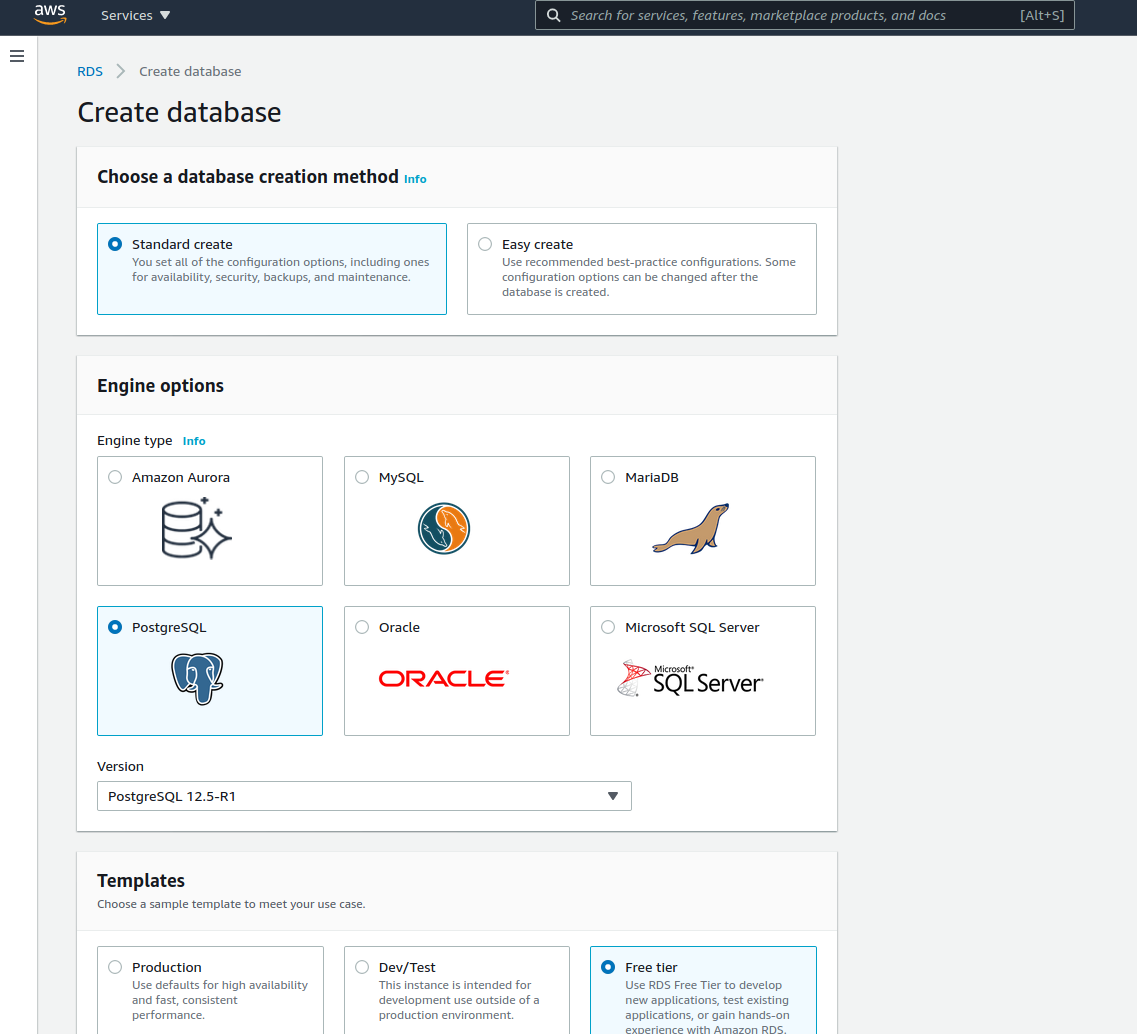 aws
Services
Search for services, features, marketplace products, and docs
[Alt+S]
RDS
Create database
Create database
Choose a database creation method Info
Standard create
You set all of the configuration options, including ones
for availability, security, backups, and maintenance.
Easy create
Use recommended best-practice configurations. Some
configuration options can be changed after the
database is created.
Engine options
Engine type Info
Amazon Aurora
MySQL
MariaDB
PostgreSQL
Oracle
ORACLE
Microsoft SQL Server
Microsoft
SQL Server
Version
PostgreSQL 12.5-R1
Templates
Choose a sample template to meet your use case.
Production
Use defaults for high availability
and fast, consistent
performance.
Dev/Test
This instance is intended for
development use outside of a
production environment.
Free tier
Use RDS Free Tier to develop
new applications, test existing
applications, or gain hands-on
experience with Amazon RDS.